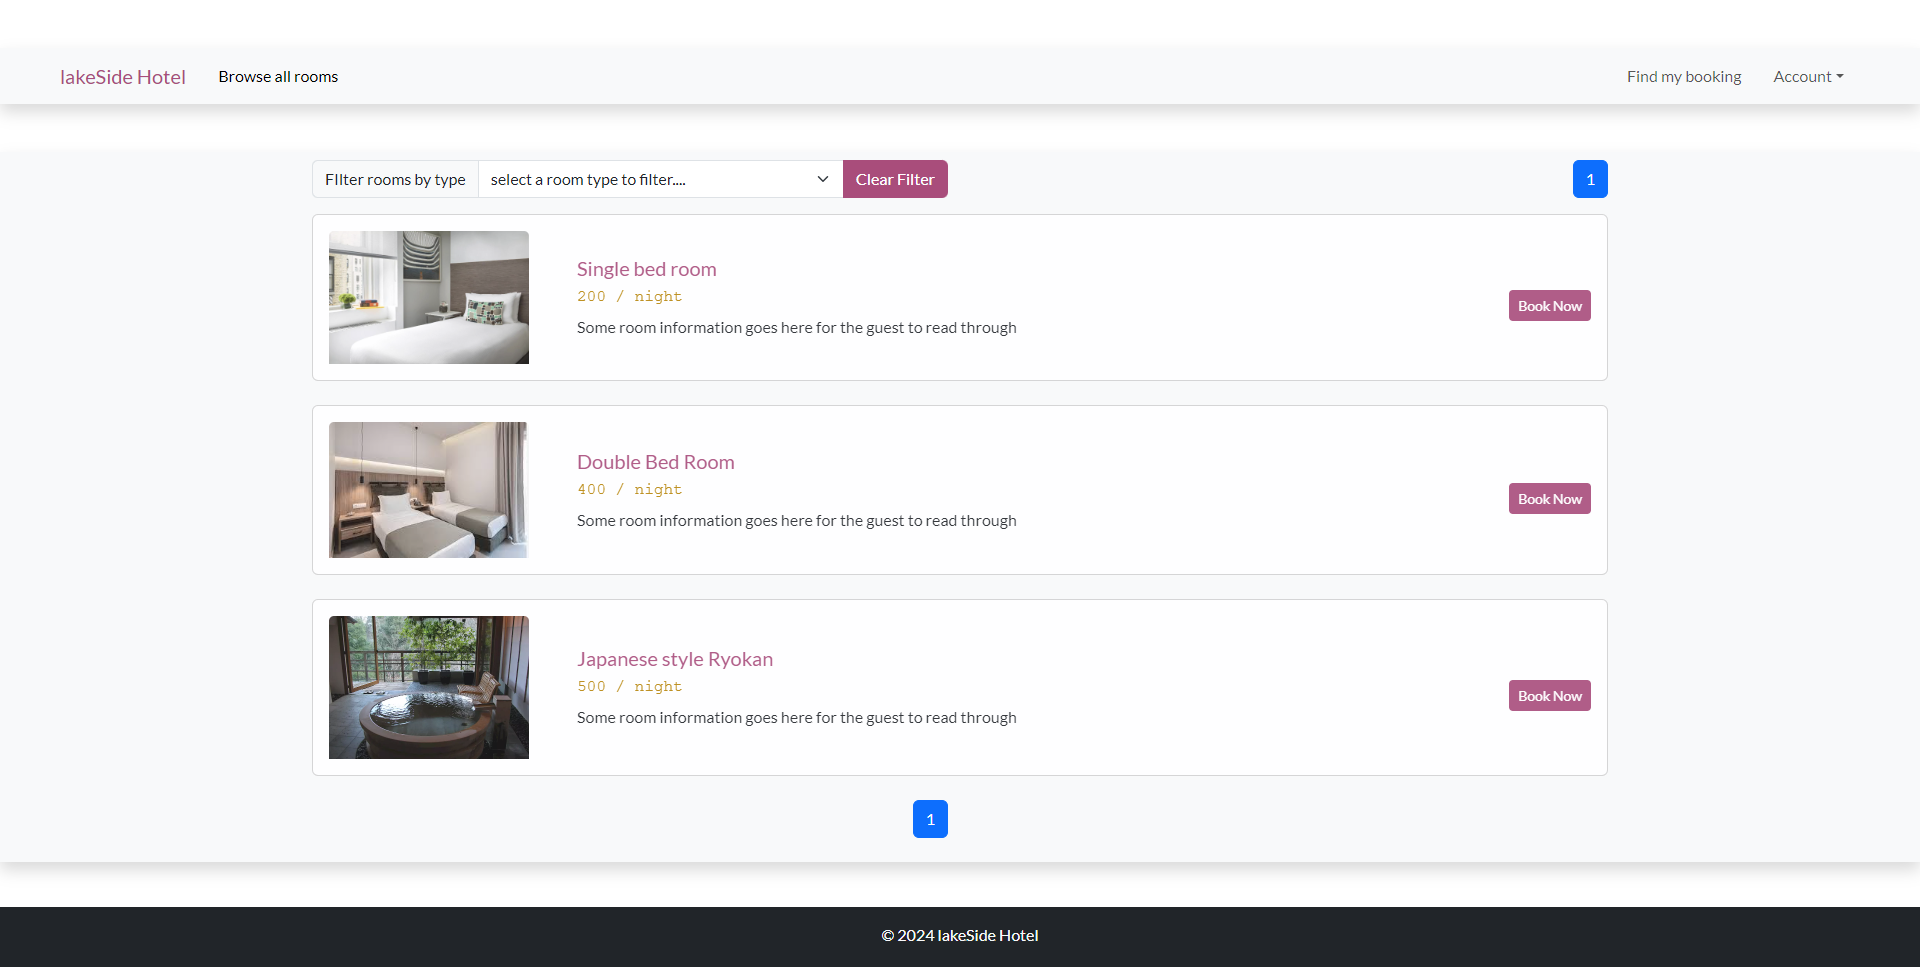 lakeSide Hotel
Browse all rooms
Find my booking
Account
FIlter rooms by type
select a room type to filter....
Clear Filter
1
Single bed room
200 / night
Some room information goes here for the guest to read through
Book Now
Double Bed Room
400 / night
Some room information goes here for the guest to read through
Book Now
Japanese style Ryokan
500 / night
Some room information goes here for the guest to read through
Book Now
1
© 2024 lakeSide Hotel